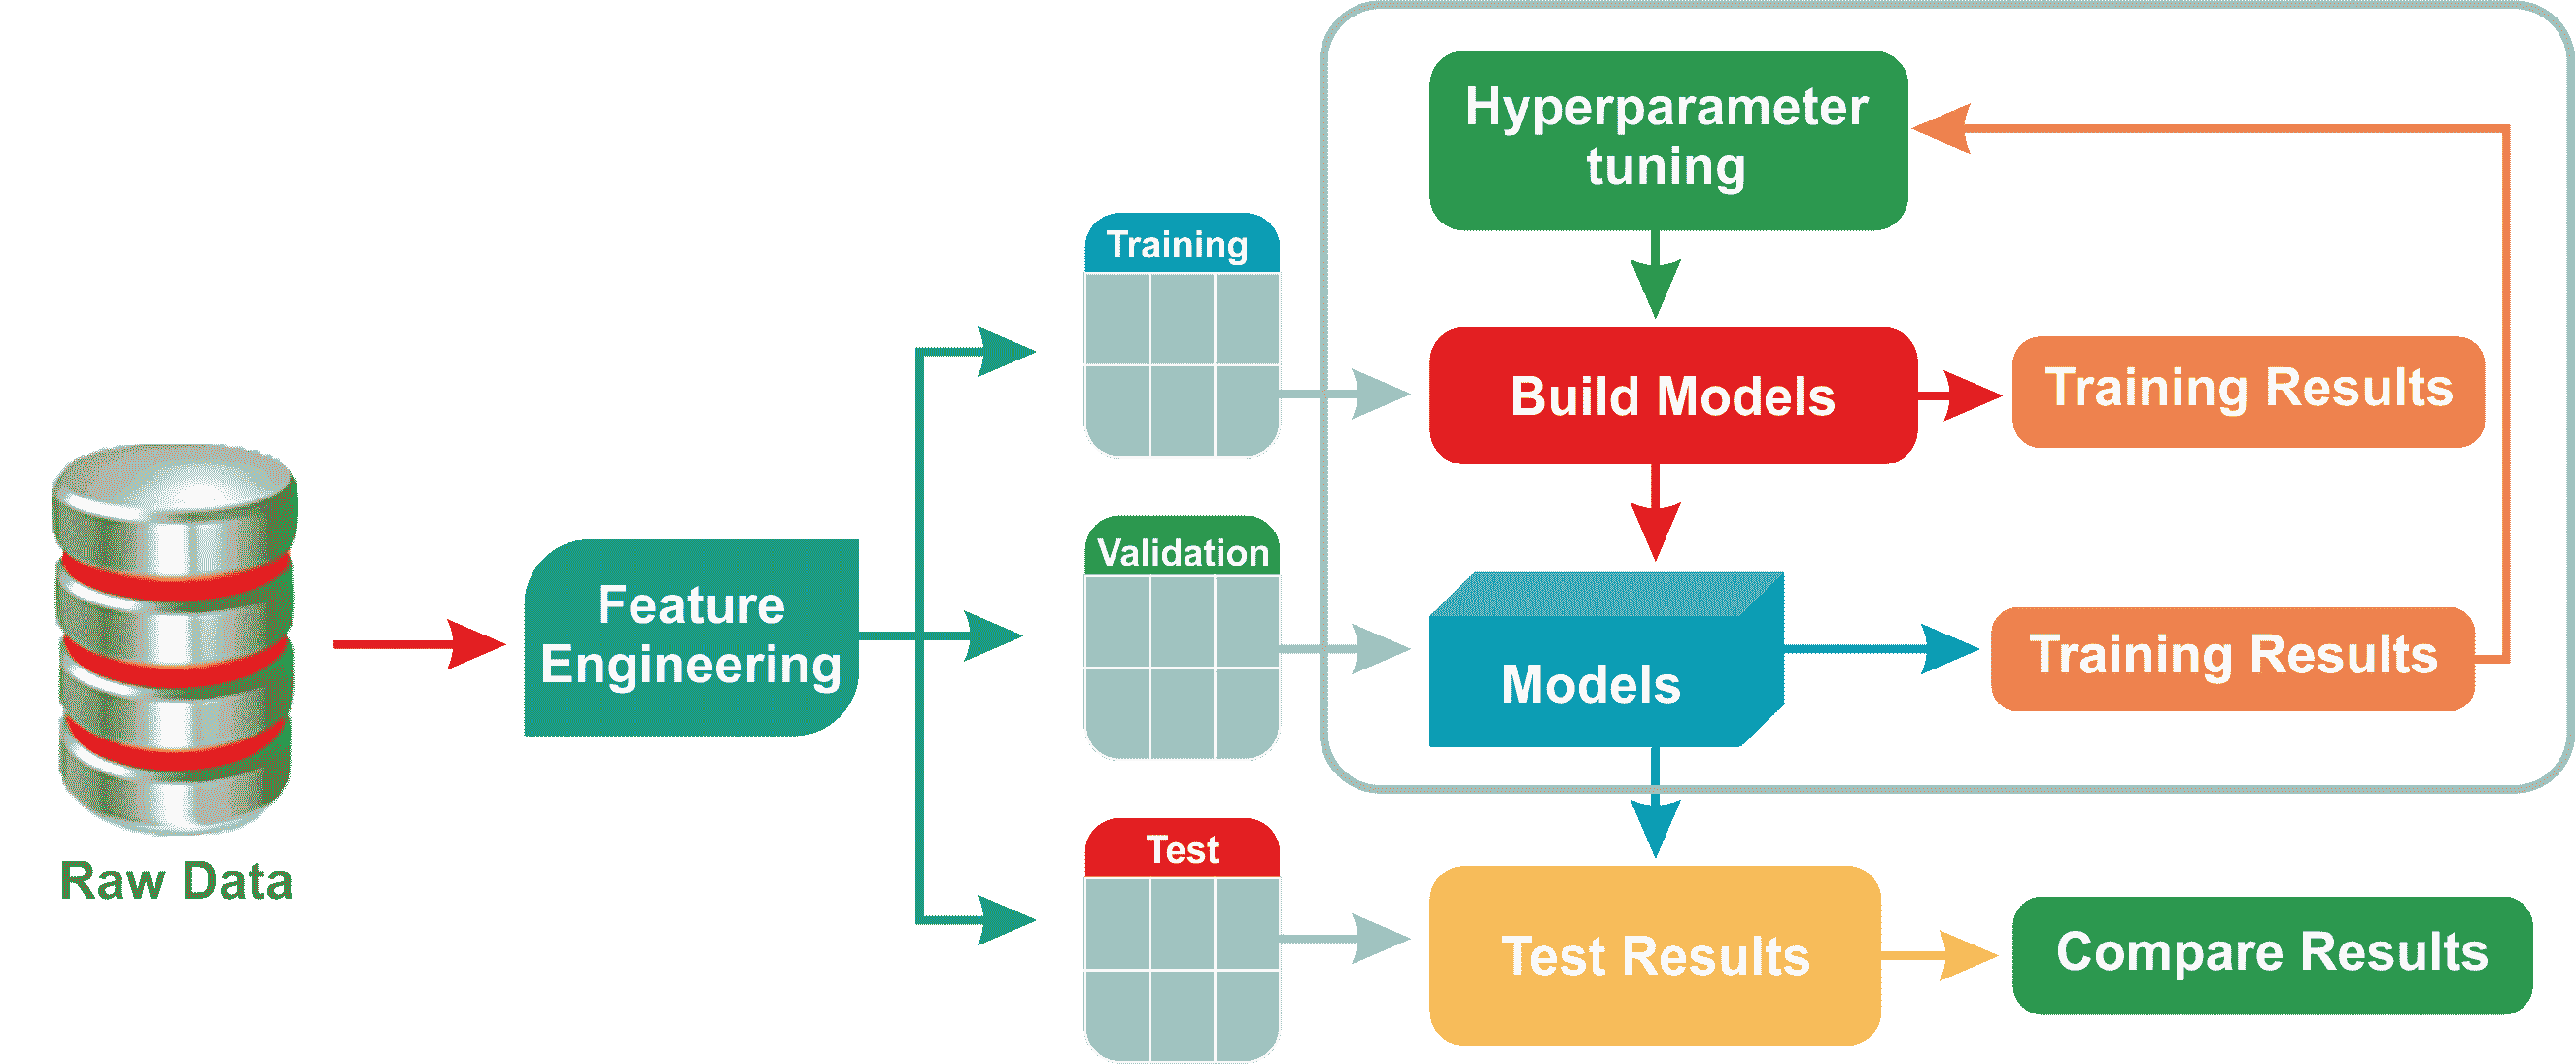 Raw Data
Feature
Engineering
Training
Validation
Test
Hyperparameter
tuning
Build Models
Training Results
Models
Training Results
Test Results
Compare Results